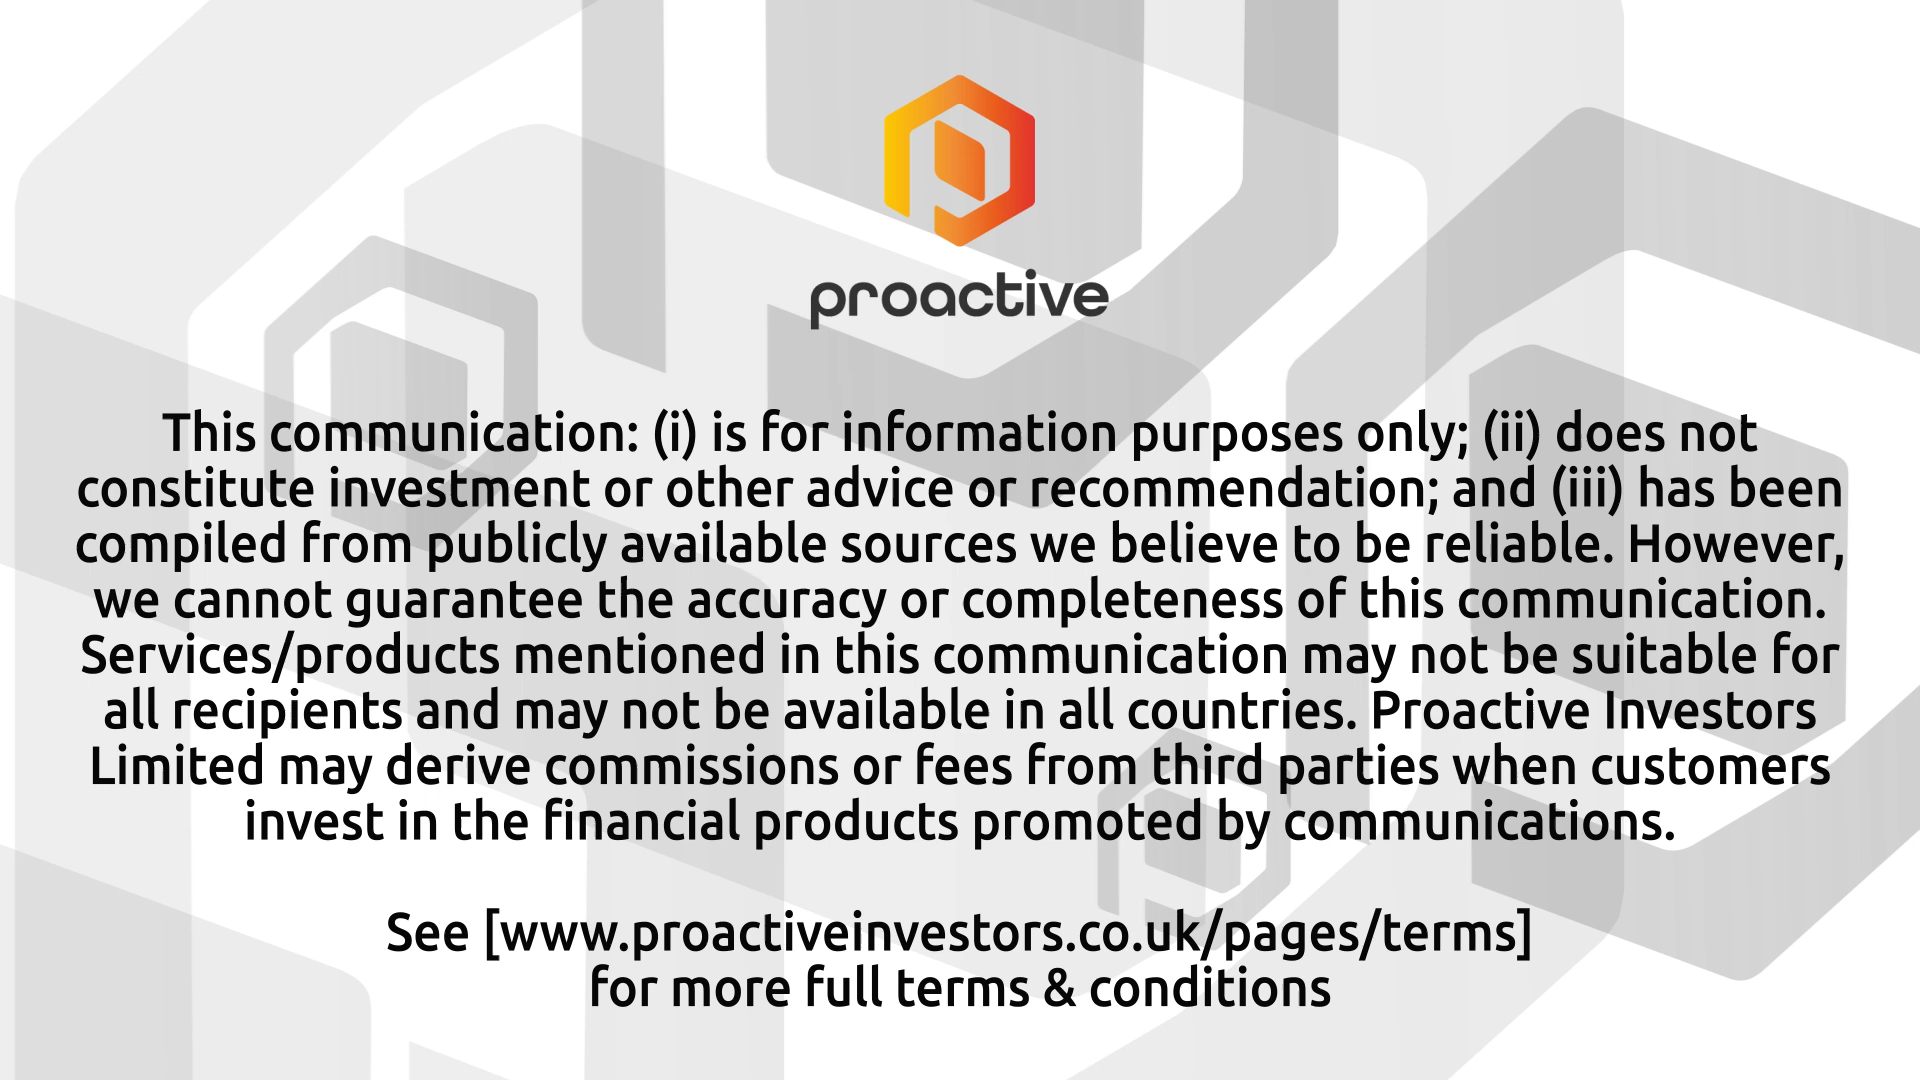 proactive
This communication: (i) is for information purposes only; (ii) does not
constitute investment or other advice or recommendation; and (iii) has been
compiled from publicly available sources we believe to be reliable. However,
we cannot guarantee the accuracy or completeness of this communication.
Services/products mentioned in this communication may not be suitable for
all recipients and may not be available in all countries. Proactive Investors
Limited may derive commissions or fees from third parties when customers
invest in the financial products promoted by communications.
See [www.proactiveinvestors.co.uk/pages/terms]
for more full terms & conditions